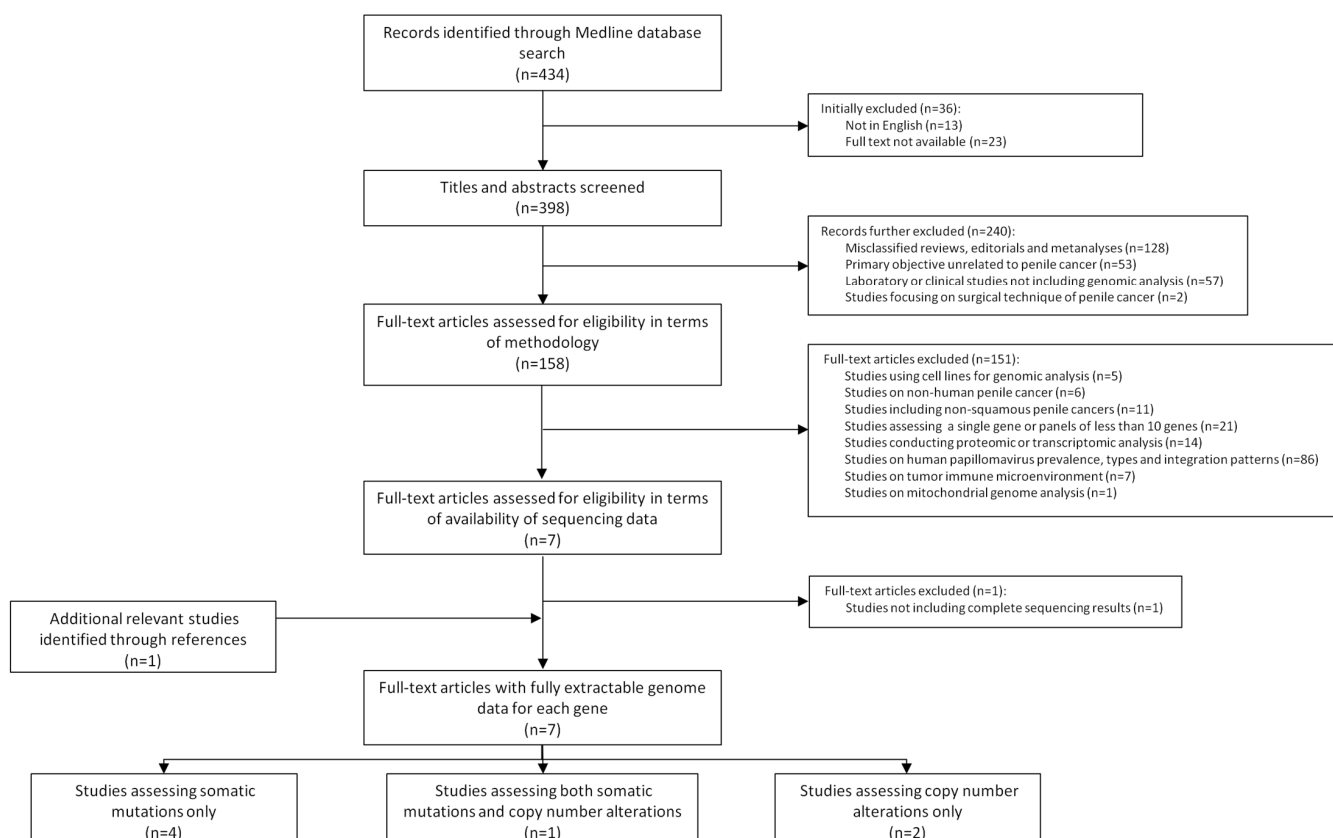 Records identified through Medline database
search
(n=434)
Initially excluded (n=36):
Not in English (n=13)
Full text not available (n=23)
Titles and abstracts screened
(n=398)
Records further excluded (n=240):
Misclassified reviews, editorials and metanalyses (n=128)
Primary objective unrelated to penile cancer (n=53)
Laboratory or clinical studies not including genomic analysis (n=57)
Studies focusing on surgical technique of penile cancer (n=2)
Full-text articles assessed for eligibility in terms
of methodology
(n=158)
Full-text articles excluded (n=151):
Studies using cell lines for genomic analysis (n=5)
Studies on non-human penile cancer (n=6)
Studies including non-squamous penile cancers (n=11)
Studies assessing a single gene or panels of less than 10 genes (n=21)
Studies conducting proteomic or transcriptomic analysis (n=14)
Studies on human papillomavirus prevalence, types and integration patterns (n=86)
Studies on tumor immune microenvironment (n=7)
Studies on mitochondrial genome analysis (n=1)
Full-text articles assessed for eligibility in terms
of availability of sequencing data
(n=7)
Full-text articles excluded (n=1):
Studies not including complete sequencing results (n=1)
Additional relevant studies
identified through references
(n=1)
Full-text articles with fully extractable genome
data for each gene
(n=7)
Studies assessing somatic
mutations only
(n=4)
Studies assessing both somatic
mutations and copy number alterations
(n=1)
Studies assessing copy number
alterations only
(n=2)